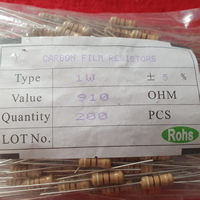 CARBON FILM RESISTORS
Type 1W ± 5 %
Value 910 OHM
Quantity 200 PCS
LOT No.
Rohs